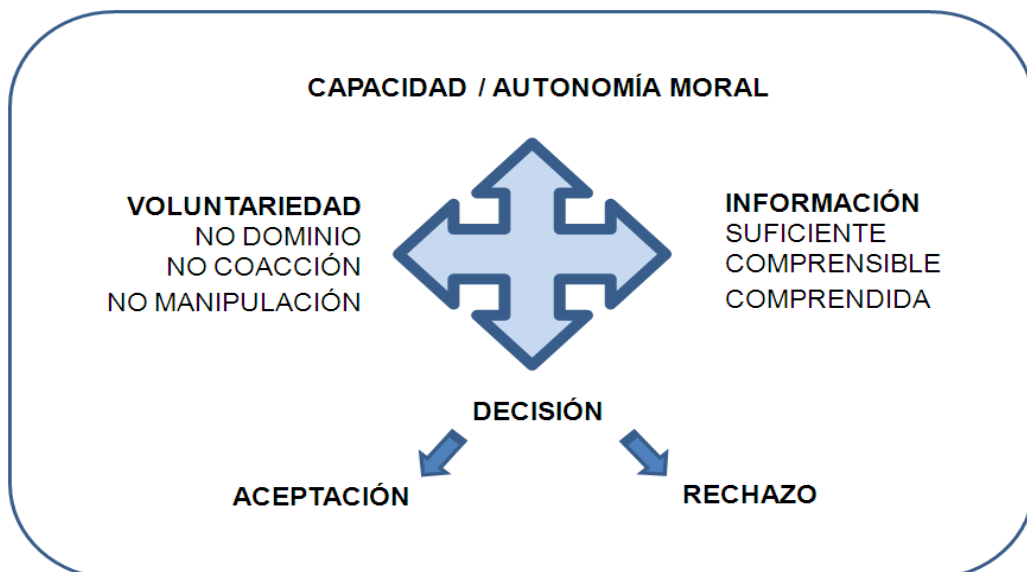 CAPACIDAD / AUTONOMÍA MORAL
VOLUNTARIEDAD
NO DOMINIO
NO COACCIÓN
NO MANIPULACIÓN
INFORMACIÓN
SUFICIENTE
COMPRENSIBLE
COMPRENDIDA
DECISIÓN
ACEPTACIÓN
RECHAZO